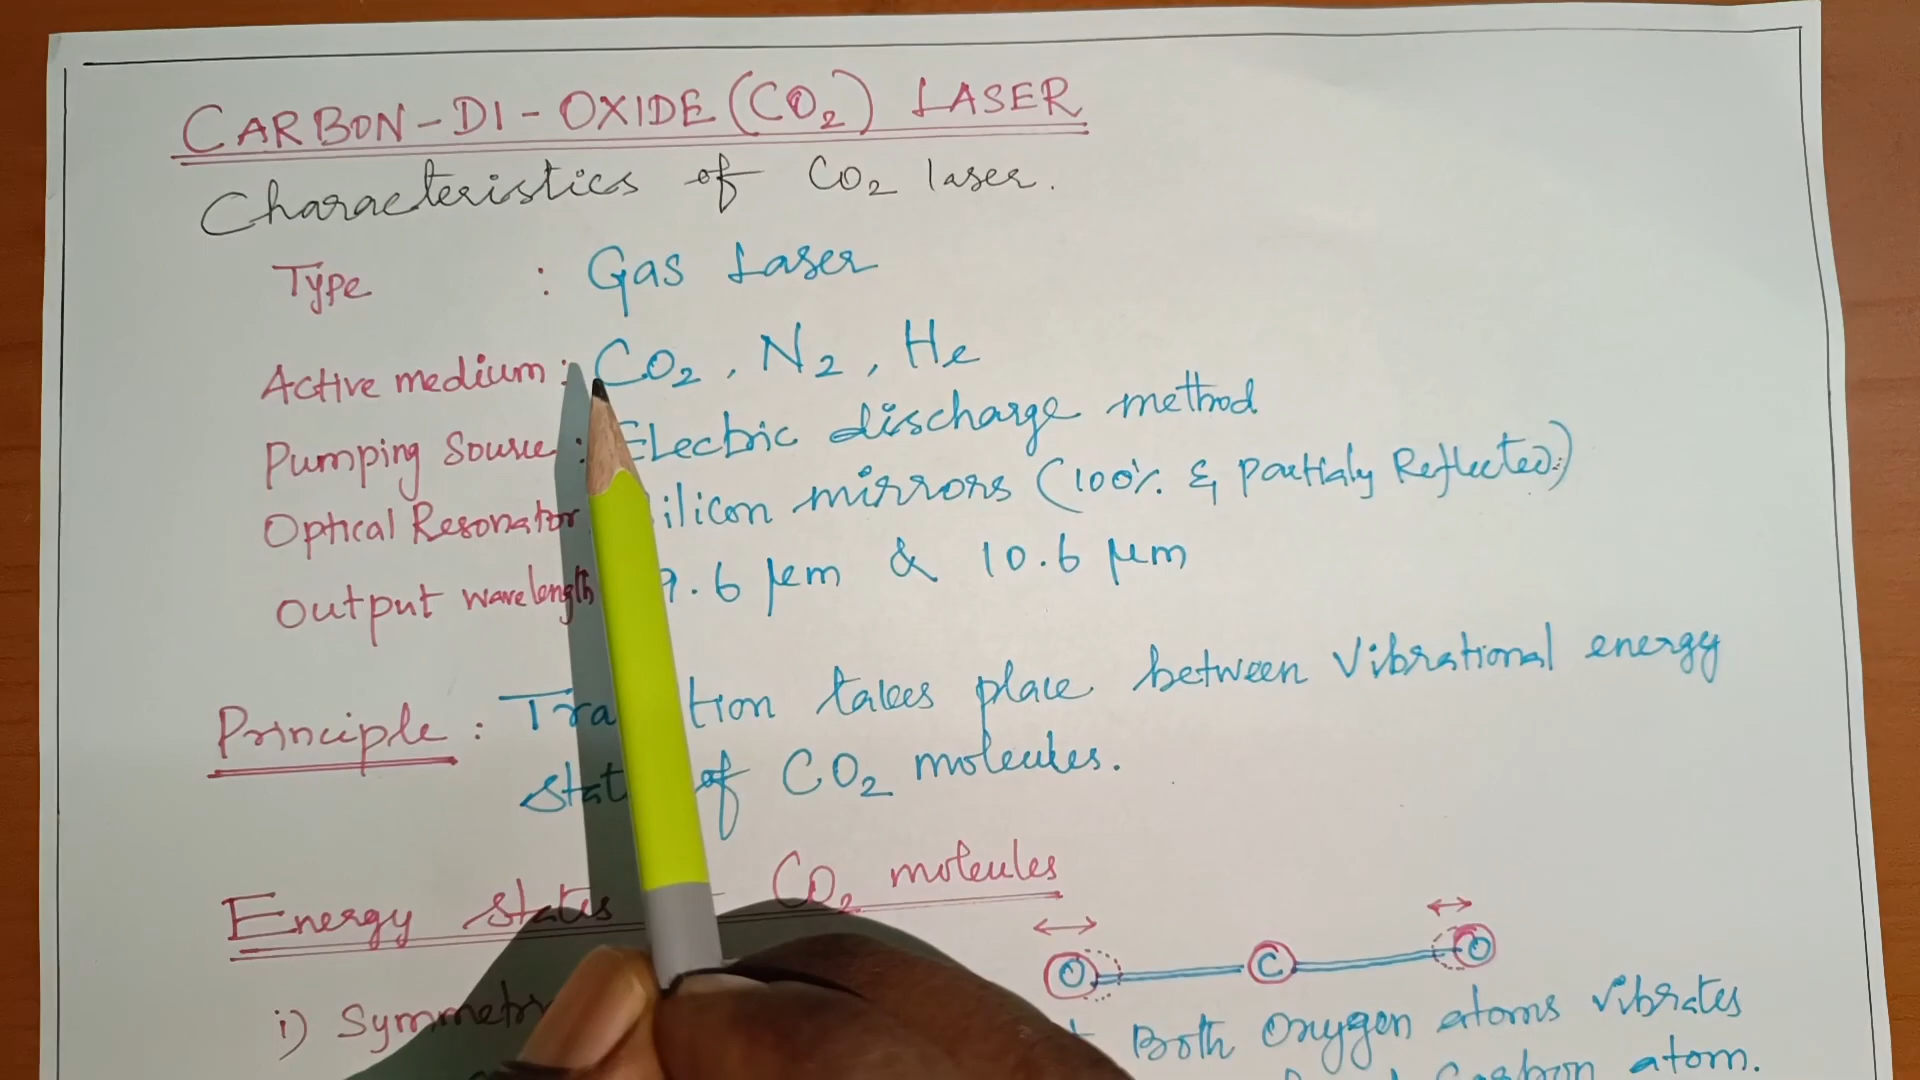 CARBON-DI-OXIDE (CO2) LASER
Characteristics of CO2 laser.
Type : Gas Laser
Active medium : CO2, N2, He
Pumping Source : Electric discharge method
Optical Resonator ilicon mirrors (100% & Partialy Reflected.)
Output wavelength 9.6 μm & 10.6 μm
Principle : Tra tion takes place between Vibrational energy
stat of CO2 molecules.
Energy states CO2 moleules
O C O
i) Symmetr
Both Oxygen atoms vibrates
Carbon atom.